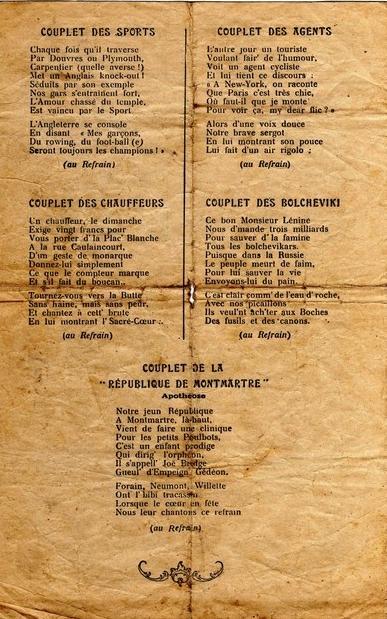 COUPLET DES SPORTS
Chaque fois qu'il traverse
Par Douvres ou Plymouth,
Carpentier (quelle averse!)
Met un Anglais knock-out!
Séduits par son exemple
Nos gars s'entraînent fort,
L'Amour chassé du temple,
Est vaincu par le Sport
L'Angleterre se console
En disant « Mes garçons,
Du rowing, du foot-ball (e)
Seront toujours les champions! »
(au Refrain)
COUPLET DES AGENTS
L'autre jour un touriste
Voulant fair' de l'humour,
Voit un agent cycliste
Et lui tient ce discours :
« A New-York, on raconte
Que Paris c'est très chic,
Où faut-il que je monte
Pour voir ça, my dear flic? »
Alors d'une voix douce
Notre brave sergot
En lui montrant son pouce
Lui fait d'un air rigolo :
(au Refrain)
COUPLET DES CHAUFFEURS
Un chauffeur, le dimanche
Exige vingt francs pour
Vous porter d' la Plac' Blanche
A la rue Caulaincourt,
D'un geste de monarque
Donnez-lui simplement
Ce que le compteur marque
Et s'il fait du boucan..
Tournez-vous vers la Butte
Sans haine, mais sans peur,
Et chantez à cett' brute
En lui montrant l' Sacré-Cœur :.
(au Refrain)
COUPLET DES BOLCHEVIKI
Ce bon Monsieur Lénine
Nous d'mande trois milliards
Pour sauver d' la famine
Tous les bolchevikars.
Puisque dans la Russie
Le peuple meurt de faim,
Pour lui sauver la vie
Envoyons-lui du pain.
C'est clair comm' de l'eau d' roche,
Avec nos picaillons
Ils veul'nt ach'ter aux Boches
Des fusils et des canons.
(au Refrain)
COUPLET DE LA
"RÉPUBLIQUE DE MONTMARTRE"
Apothéose
Notre jeun République
A Montmartre, là-haut,
Vient de faire une clinique
Pour les petits Poulbots,
C'est un enfant prodige
Qui dirig' l'orphéon,
Il s'appell' Joë Bridge
Gueul' d'Empeign' Gédéon.
Forain, Neumont, Willette
Ont l' bibi tracassin
Lorsque le cœur en fête
Nous leur chantons ce refrain
(au Refrain)